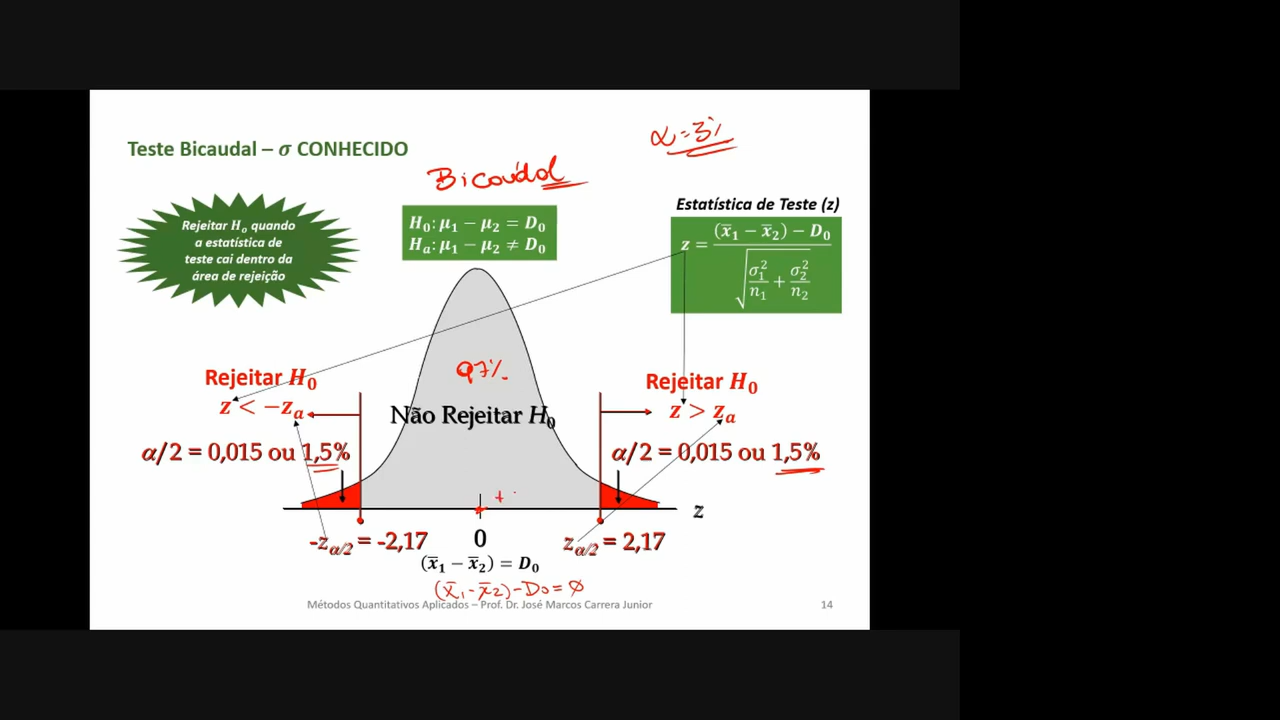 α = 3%
Teste Bicaudal – σ CONHECIDO
Bicaudal
Estatística de Teste (z)
Rejeitar H₀ quando
a estatística de
teste cai dentro da
área de rejeição
H₀: μ₁ − μ₂ = D₀
Hₐ: μ₁ − μ₂ ≠ D₀
z = ((x̅₁ − x̅₂) − D₀) / √(σ₁²/n₁ + σ₂²/n₂)
97%
Rejeitar H₀
z < −zₐ
Não Rejeitar H₀
Rejeitar H₀
z > zₐ
α/2 = 0,015 ou 1,5%
α/2 = 0,015 ou 1,5%
z
-z α/2 = -2,17
0
z α/2 = 2,17
(x̅₁ − x̅₂) = D₀
(x̅₁ - x̅₂) - D₀ = 0
Métodos Quantitativos Aplicados – Prof. Dr. José Marcos Carrera Junior
14